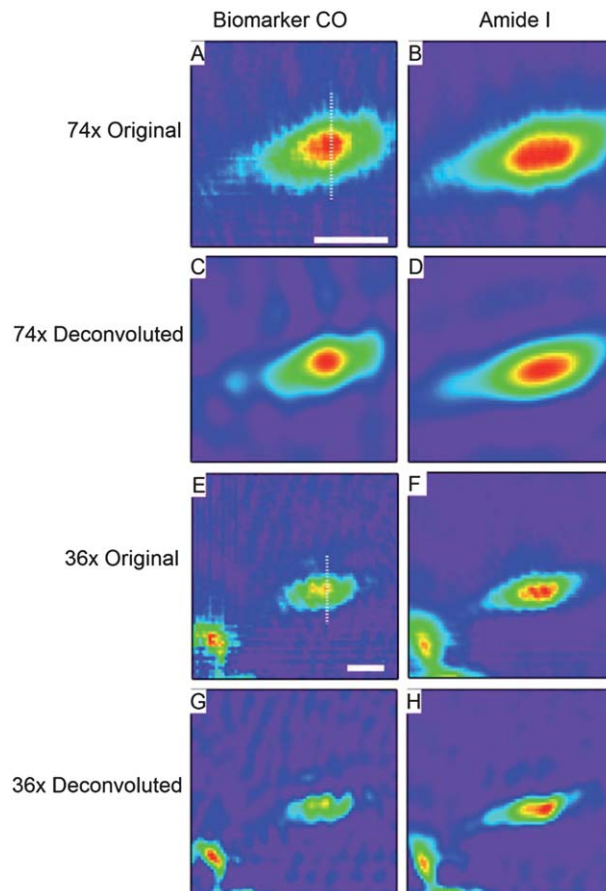 Biomarker CO Amide I
A B
74x Original
C D
74x Deconvoluted
E F
36x Original
G H
36x Deconvoluted